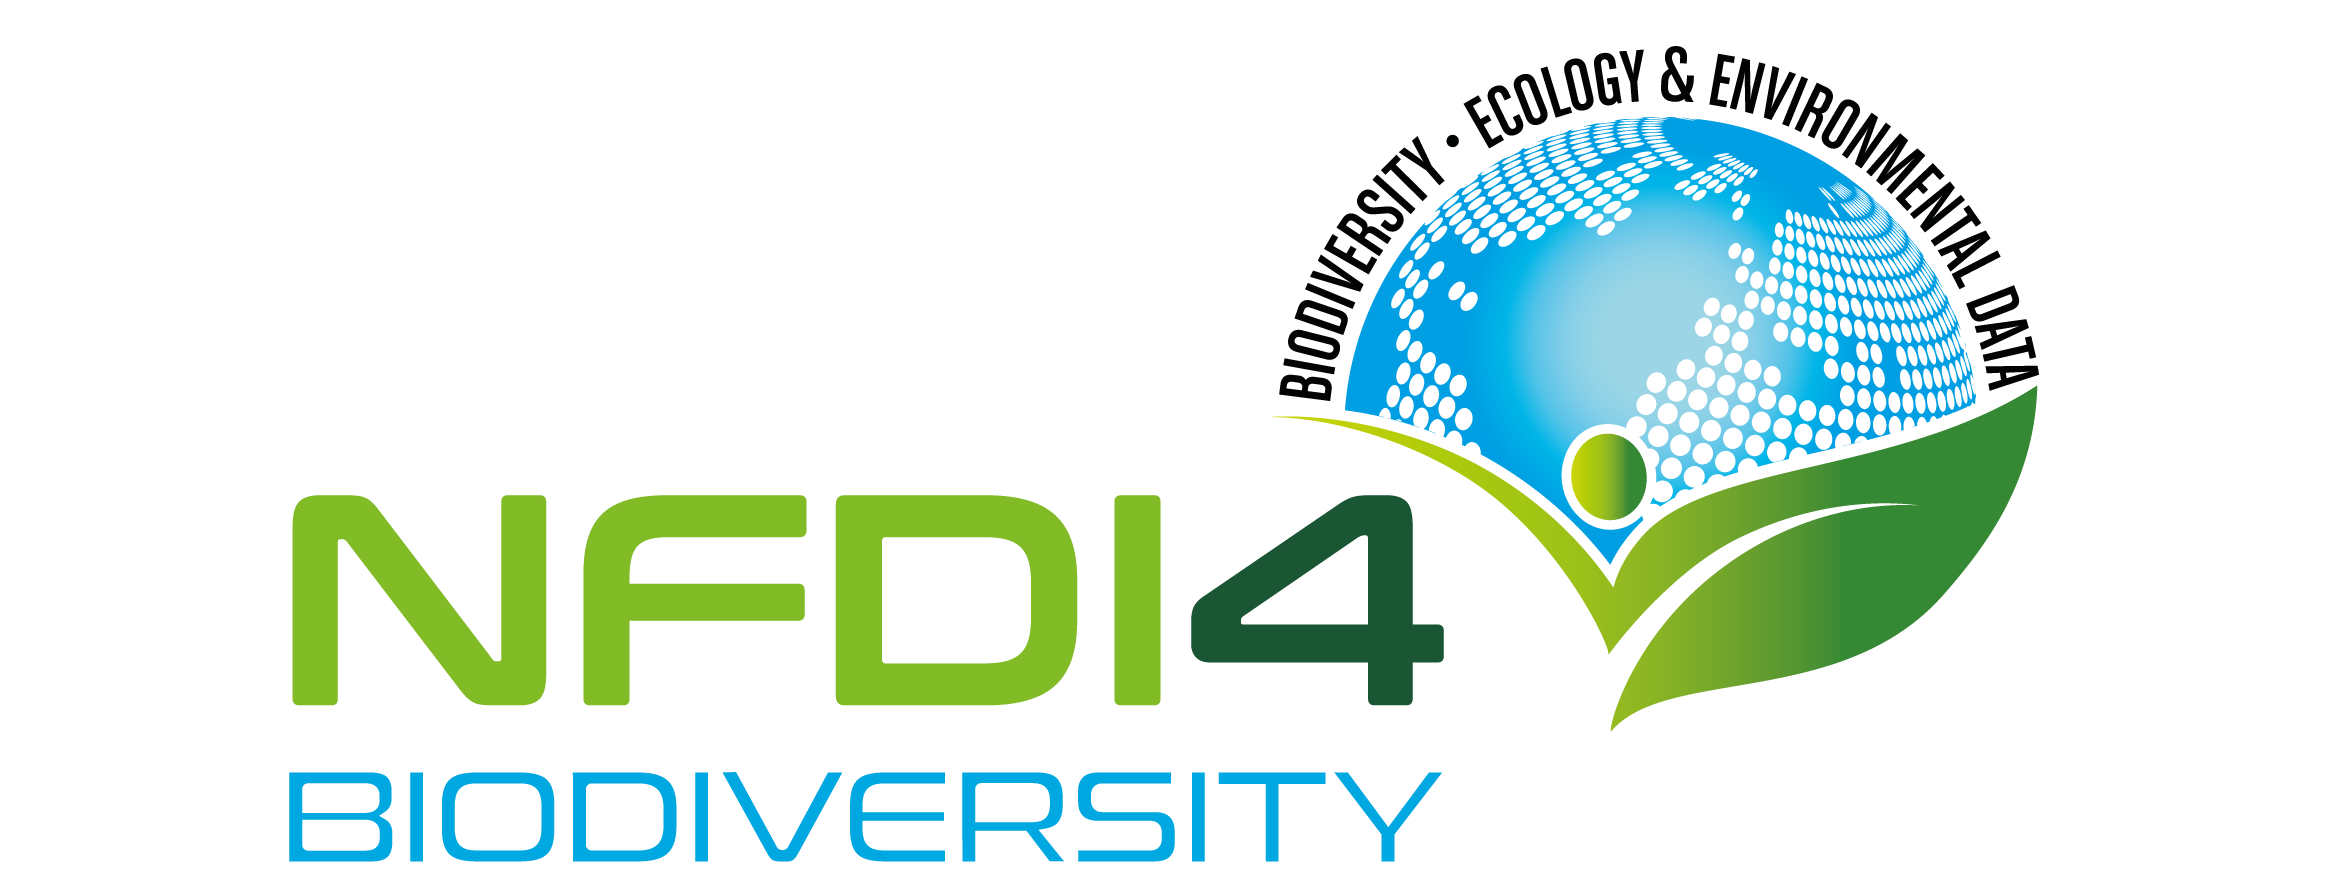 BIODIVERSITY • ECOLOGY & ENVIRONMENTAL DATA
NFDI4
BIODIVERSITY